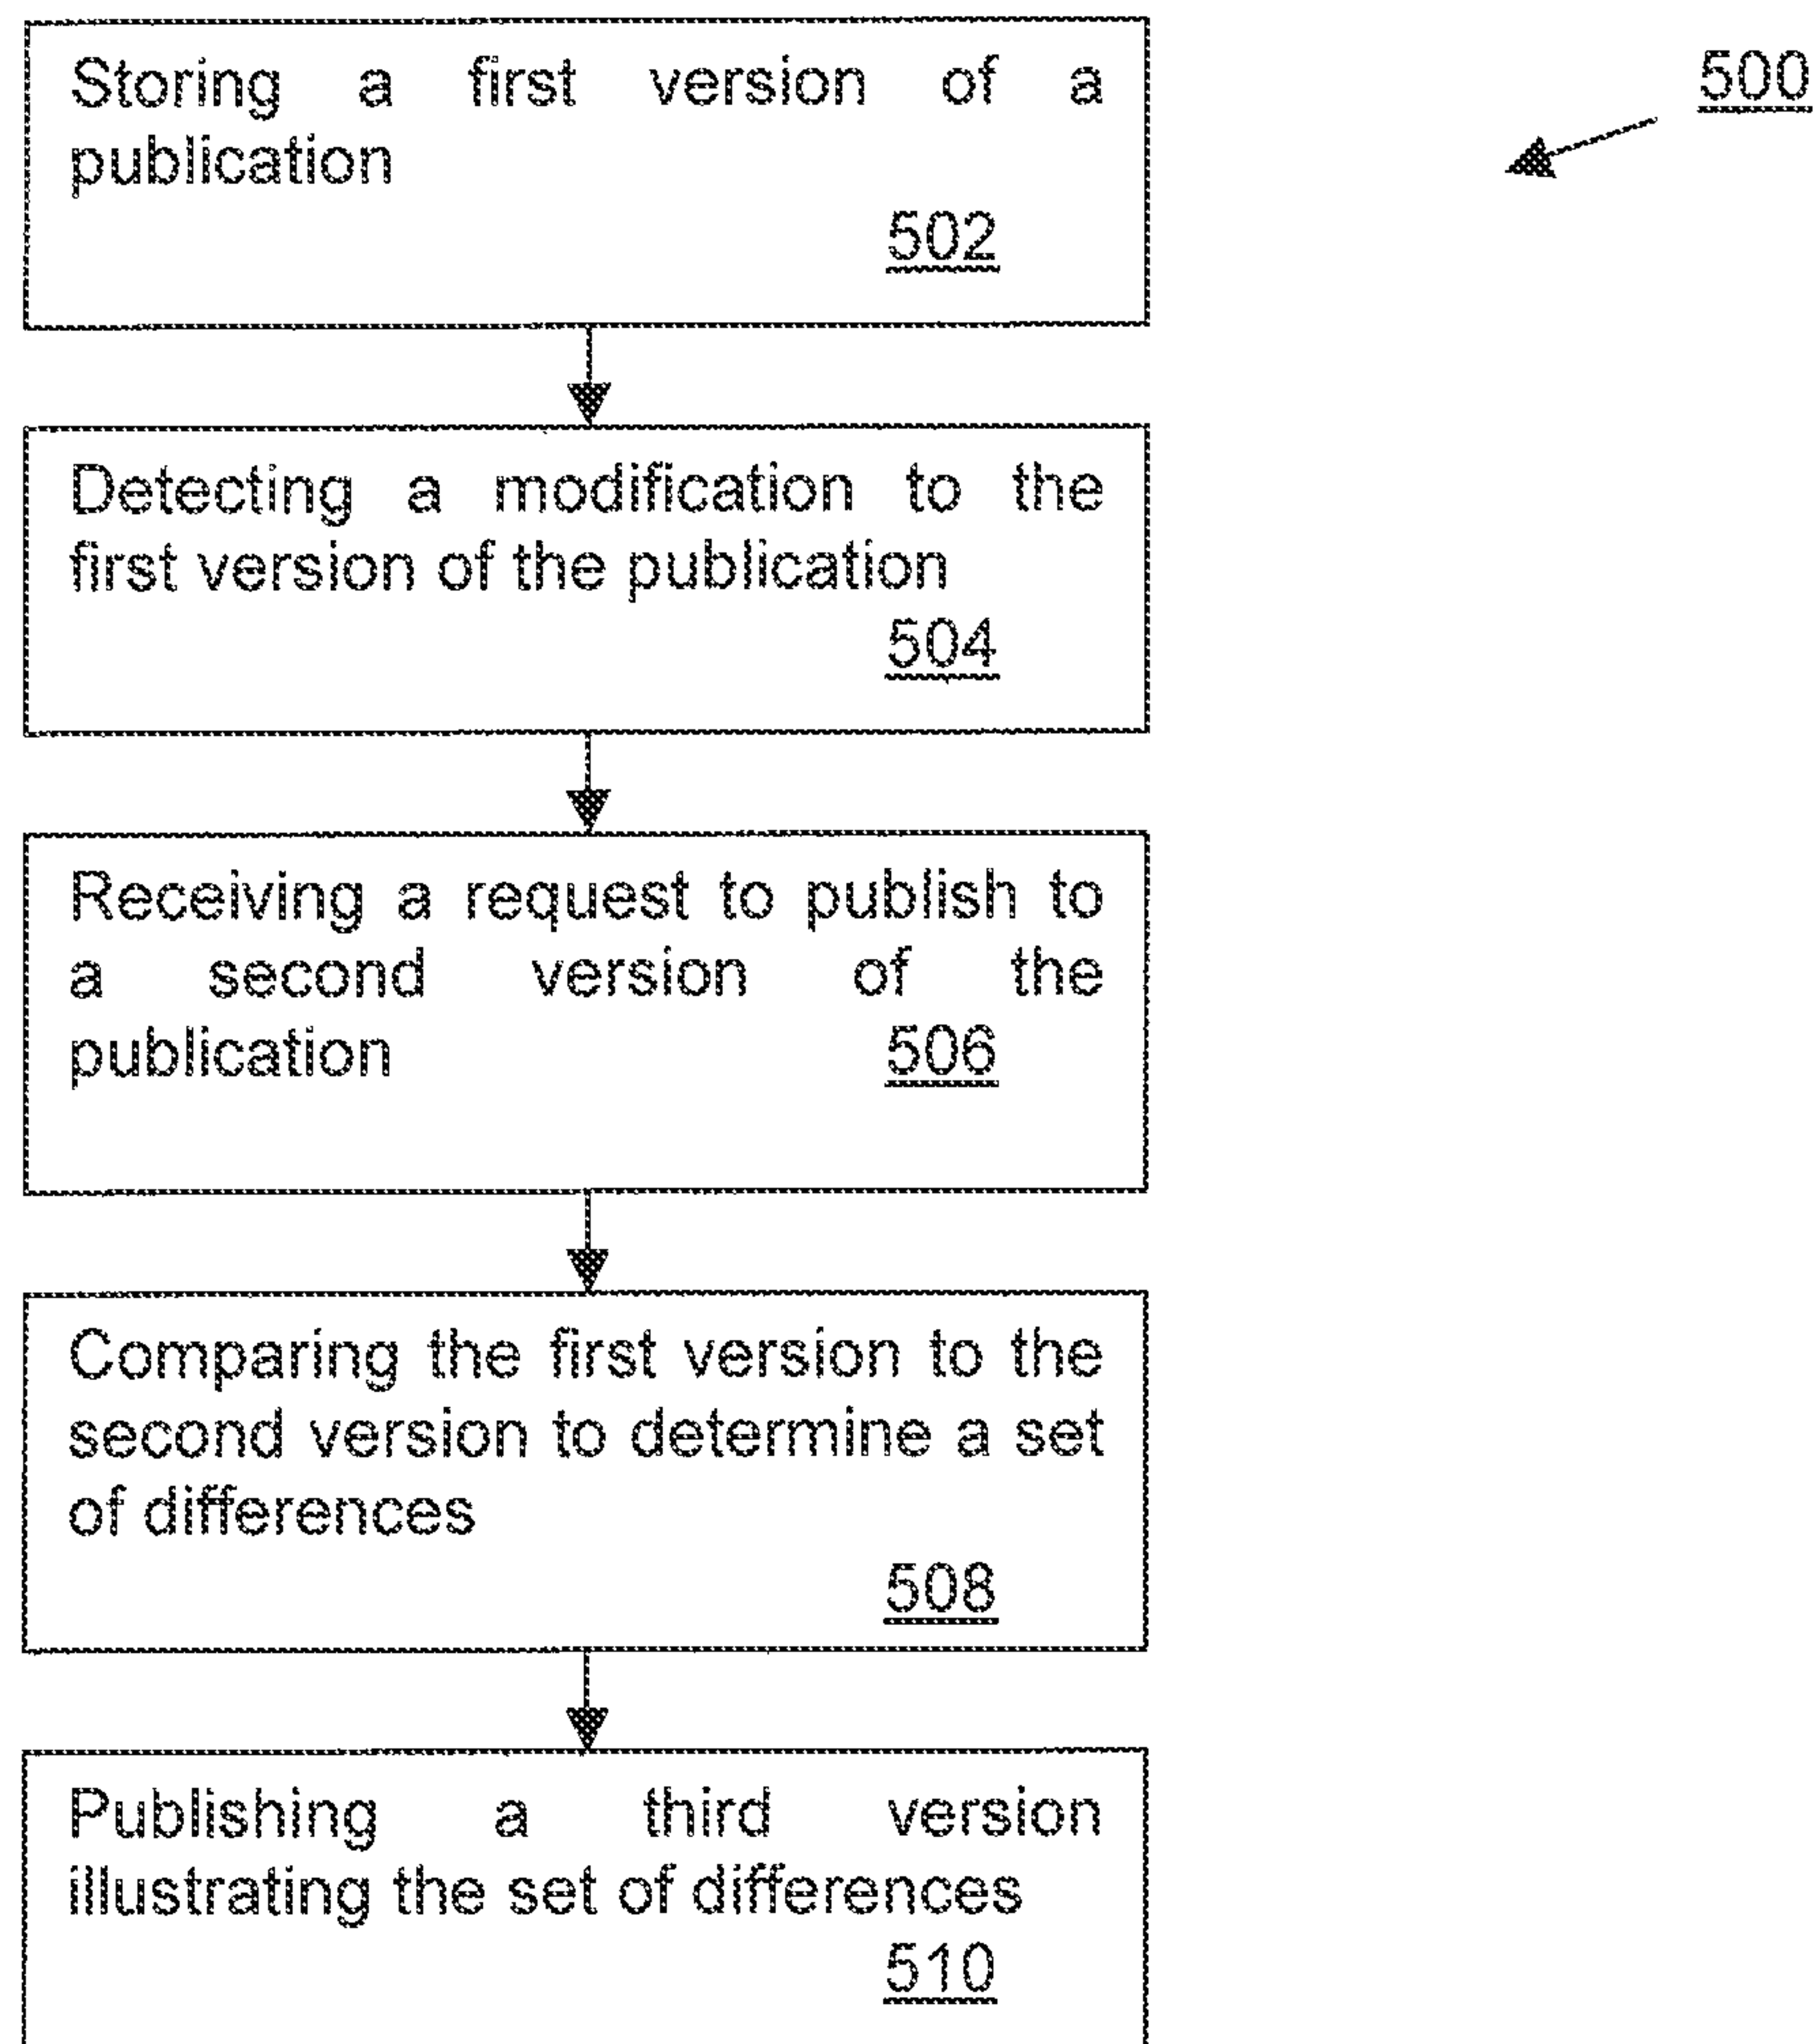 Storing a first version of a
publication
502
500
Detecting a modification to the
first version of the publication
504
Receiving a request to publish to
a second version of the
publication 506
Comparing the first version to the
second version to determine a set
of differences
508
Publishing a third version
illustrating the set of differences
510